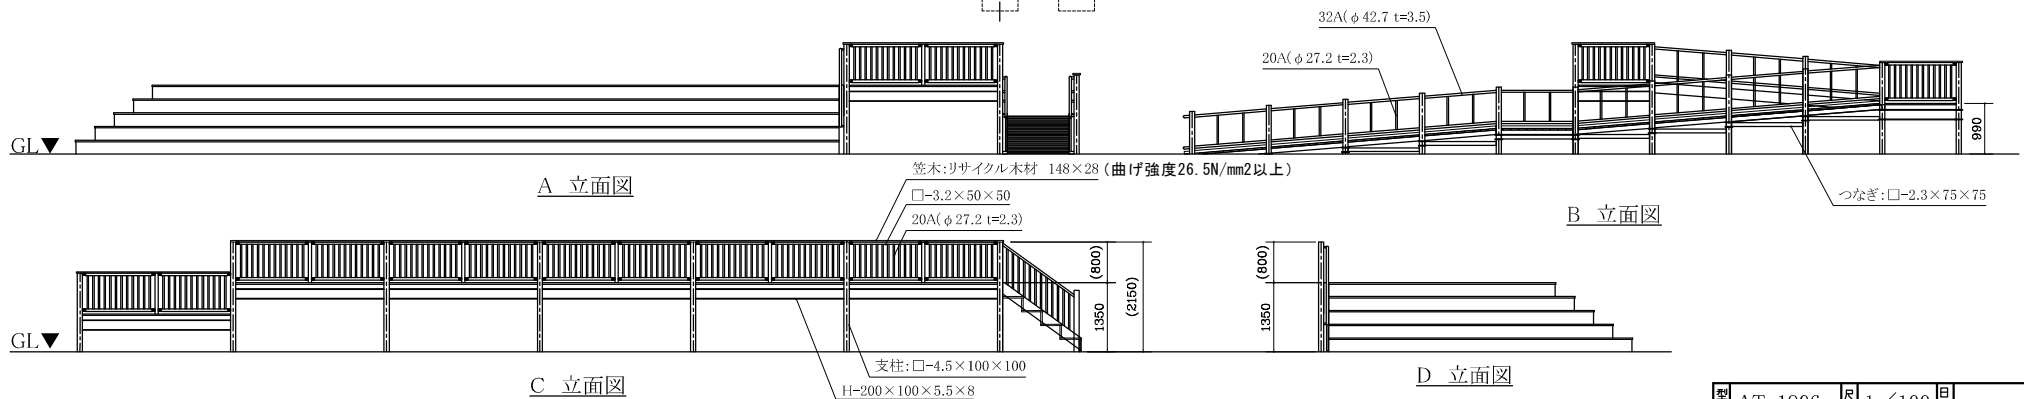 GL▼
A 立面図
32A(φ42.7 t=3.5)
20A(φ27.2 t=2.3)
990
つなぎ:□-2.3×75×75
B 立面図
笠木:リサイクル木材 148×28 (曲げ強度26.5N/mm2以上)
□-3.2×50×50
20A(φ27.2 t=2.3)
GL▼
(800)
1350
(2150)
支柱:□-4.5×100×100
H-200×100×5.5×8
C 立面図
(800)
1350
D 立面図